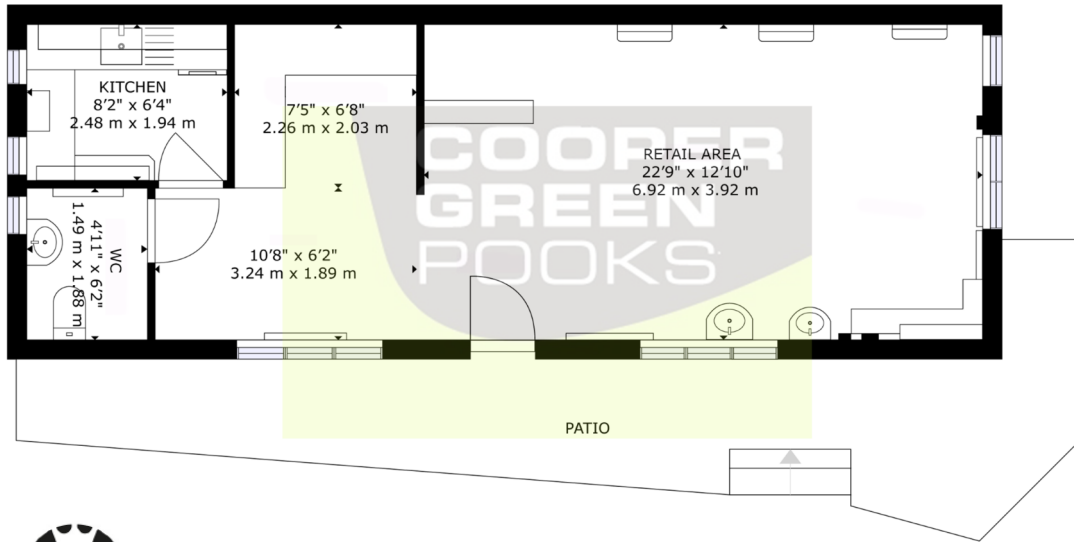 KITCHEN
8'2" x 6'4"
2.48 m x 1.94 m
7'5" x 6'8"
2.26 m x 2.03 m
COOPER
GREEN
POOKS
RETAIL AREA
22'9" x 12'10"
6.92 m x 3.92 m
WC
4'11" x 6'2"
1.49 m x 1.88 m
10'8" x 6'2"
3.24 m x 1.89 m
PATIO